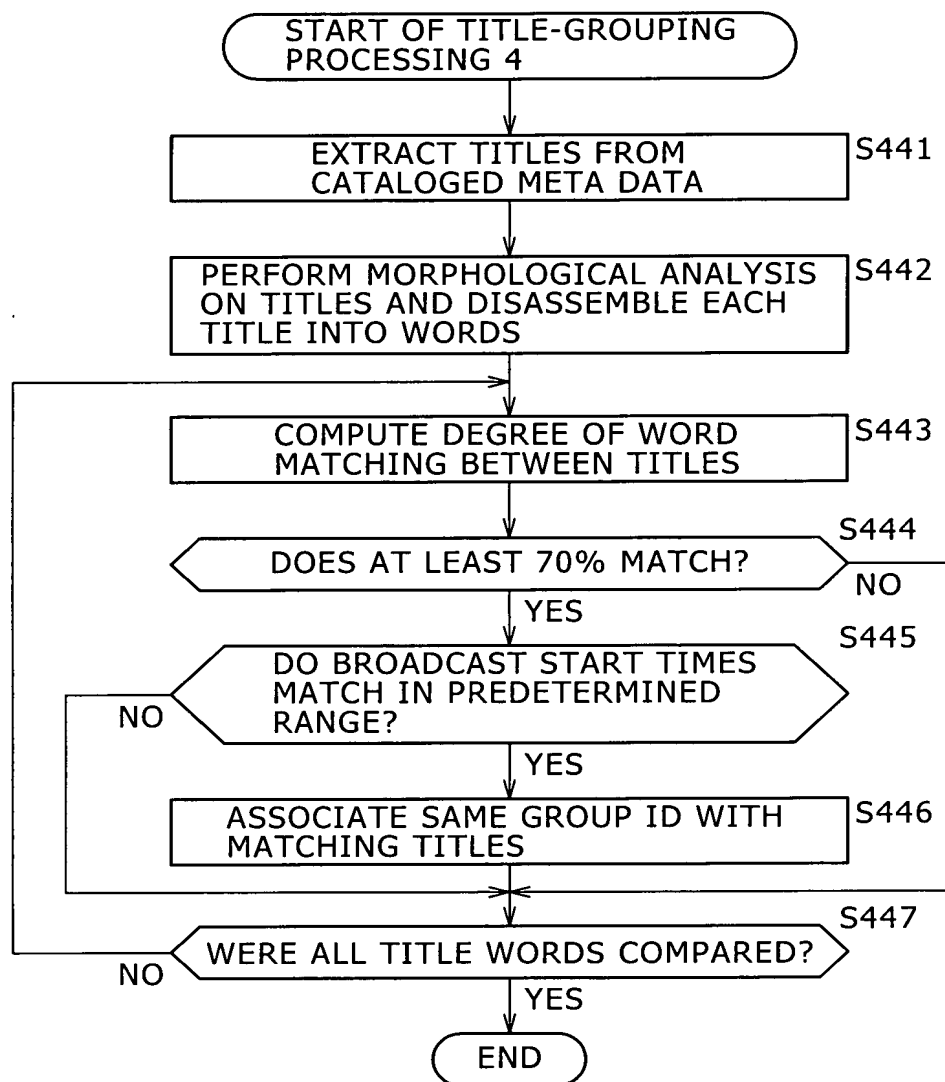 START OF TITLE-GROUPING
PROCESSING 4
EXTRACT TITLES FROM
CATALOGED META DATA
S441
PERFORM MORPHOLOGICAL ANALYSIS
ON TITLES AND DISASSEMBLE EACH
TITLE INTO WORDS
S442
COMPUTE DEGREE OF WORD
MATCHING BETWEEN TITLES
S443
S444
DOES AT LEAST 70% MATCH?
NO
YES
S445
DO BROADCAST START TIMES
MATCH IN PREDETERMINED
RANGE?
NO
YES
ASSOCIATE SAME GROUP ID WITH
MATCHING TITLES
S446
S447
WERE ALL TITLE WORDS COMPARED?
NO
YES
END